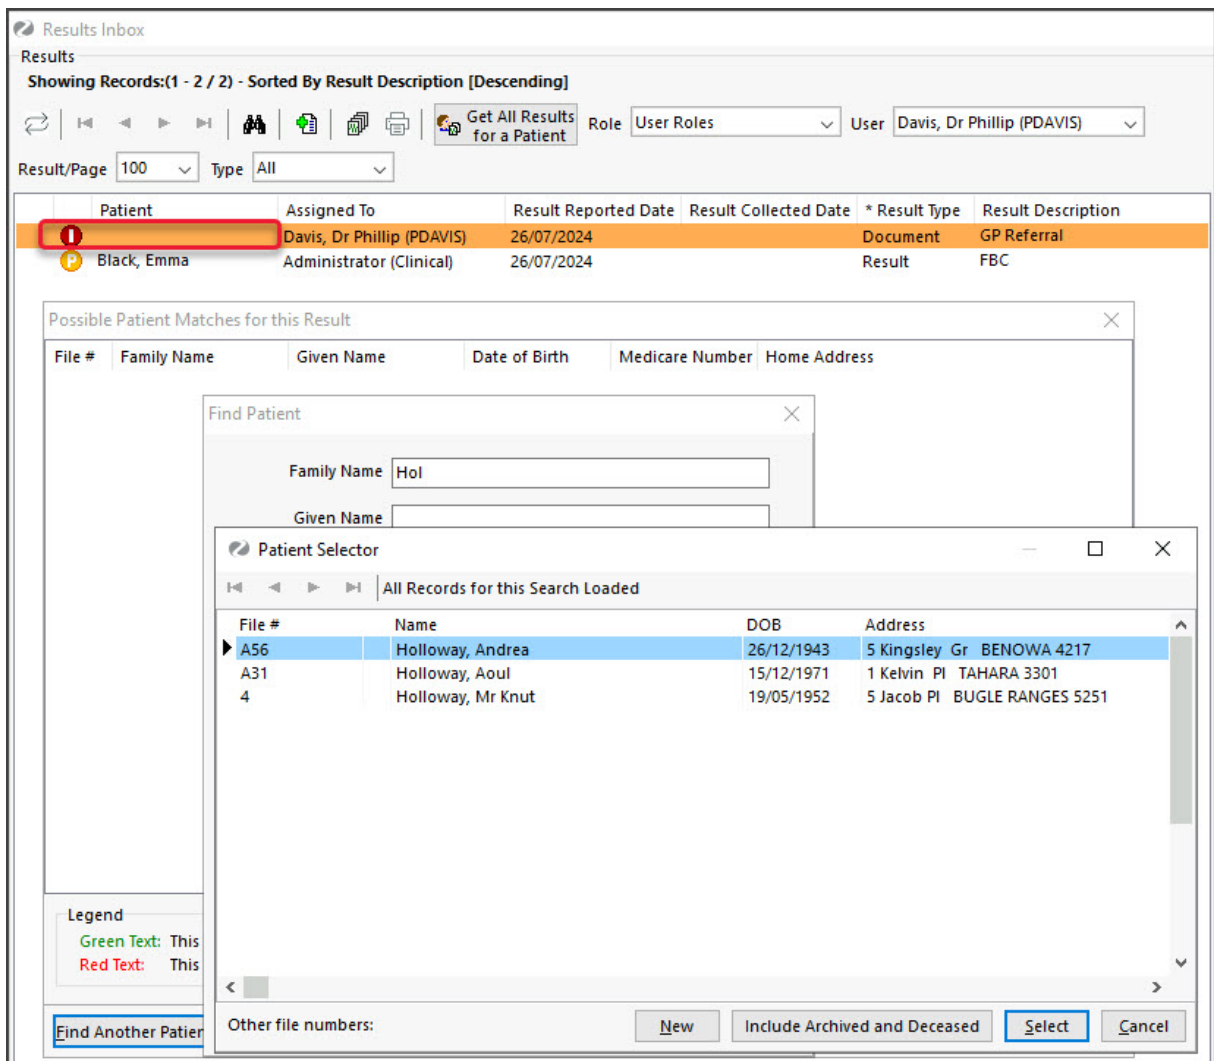 Results Inbox
Results
Showing Records:(1 - 2 / 2) - Sorted By Result Description [Descending]
Get All Results for a Patient Role User Roles User Davis, Dr Phillip (PDAVIS)
Result/Page 100 Type All
Patient Assigned To Result Reported Date Result Collected Date * Result Type Result Description
I Davis, Dr Phillip (PDAVIS) 26/07/2024 Document GP Referral
P Black, Emma Administrator (Clinical) 26/07/2024 Result FBC
Possible Patient Matches for this Result
File # Family Name Given Name Date of Birth Medicare Number Home Address
Find Patient
Family Name Hol
Given Name
Patient Selector
All Records for this Search Loaded
File # Name DOB Address
A56 Holloway, Andrea 26/12/1943 5 Kingsley Gr BENOWA 4217
A31 Holloway, Aoul 15/12/1971 1 Kelvin Pl TAHARA 3301
4 Holloway, Mr Knut 19/05/1952 5 Jacob Pl BUGLE RANGES 5251
Legend
Green Text: This
Red Text: This
Find Another Patien
Other file numbers: New Include Archived and Deceased Select Cancel